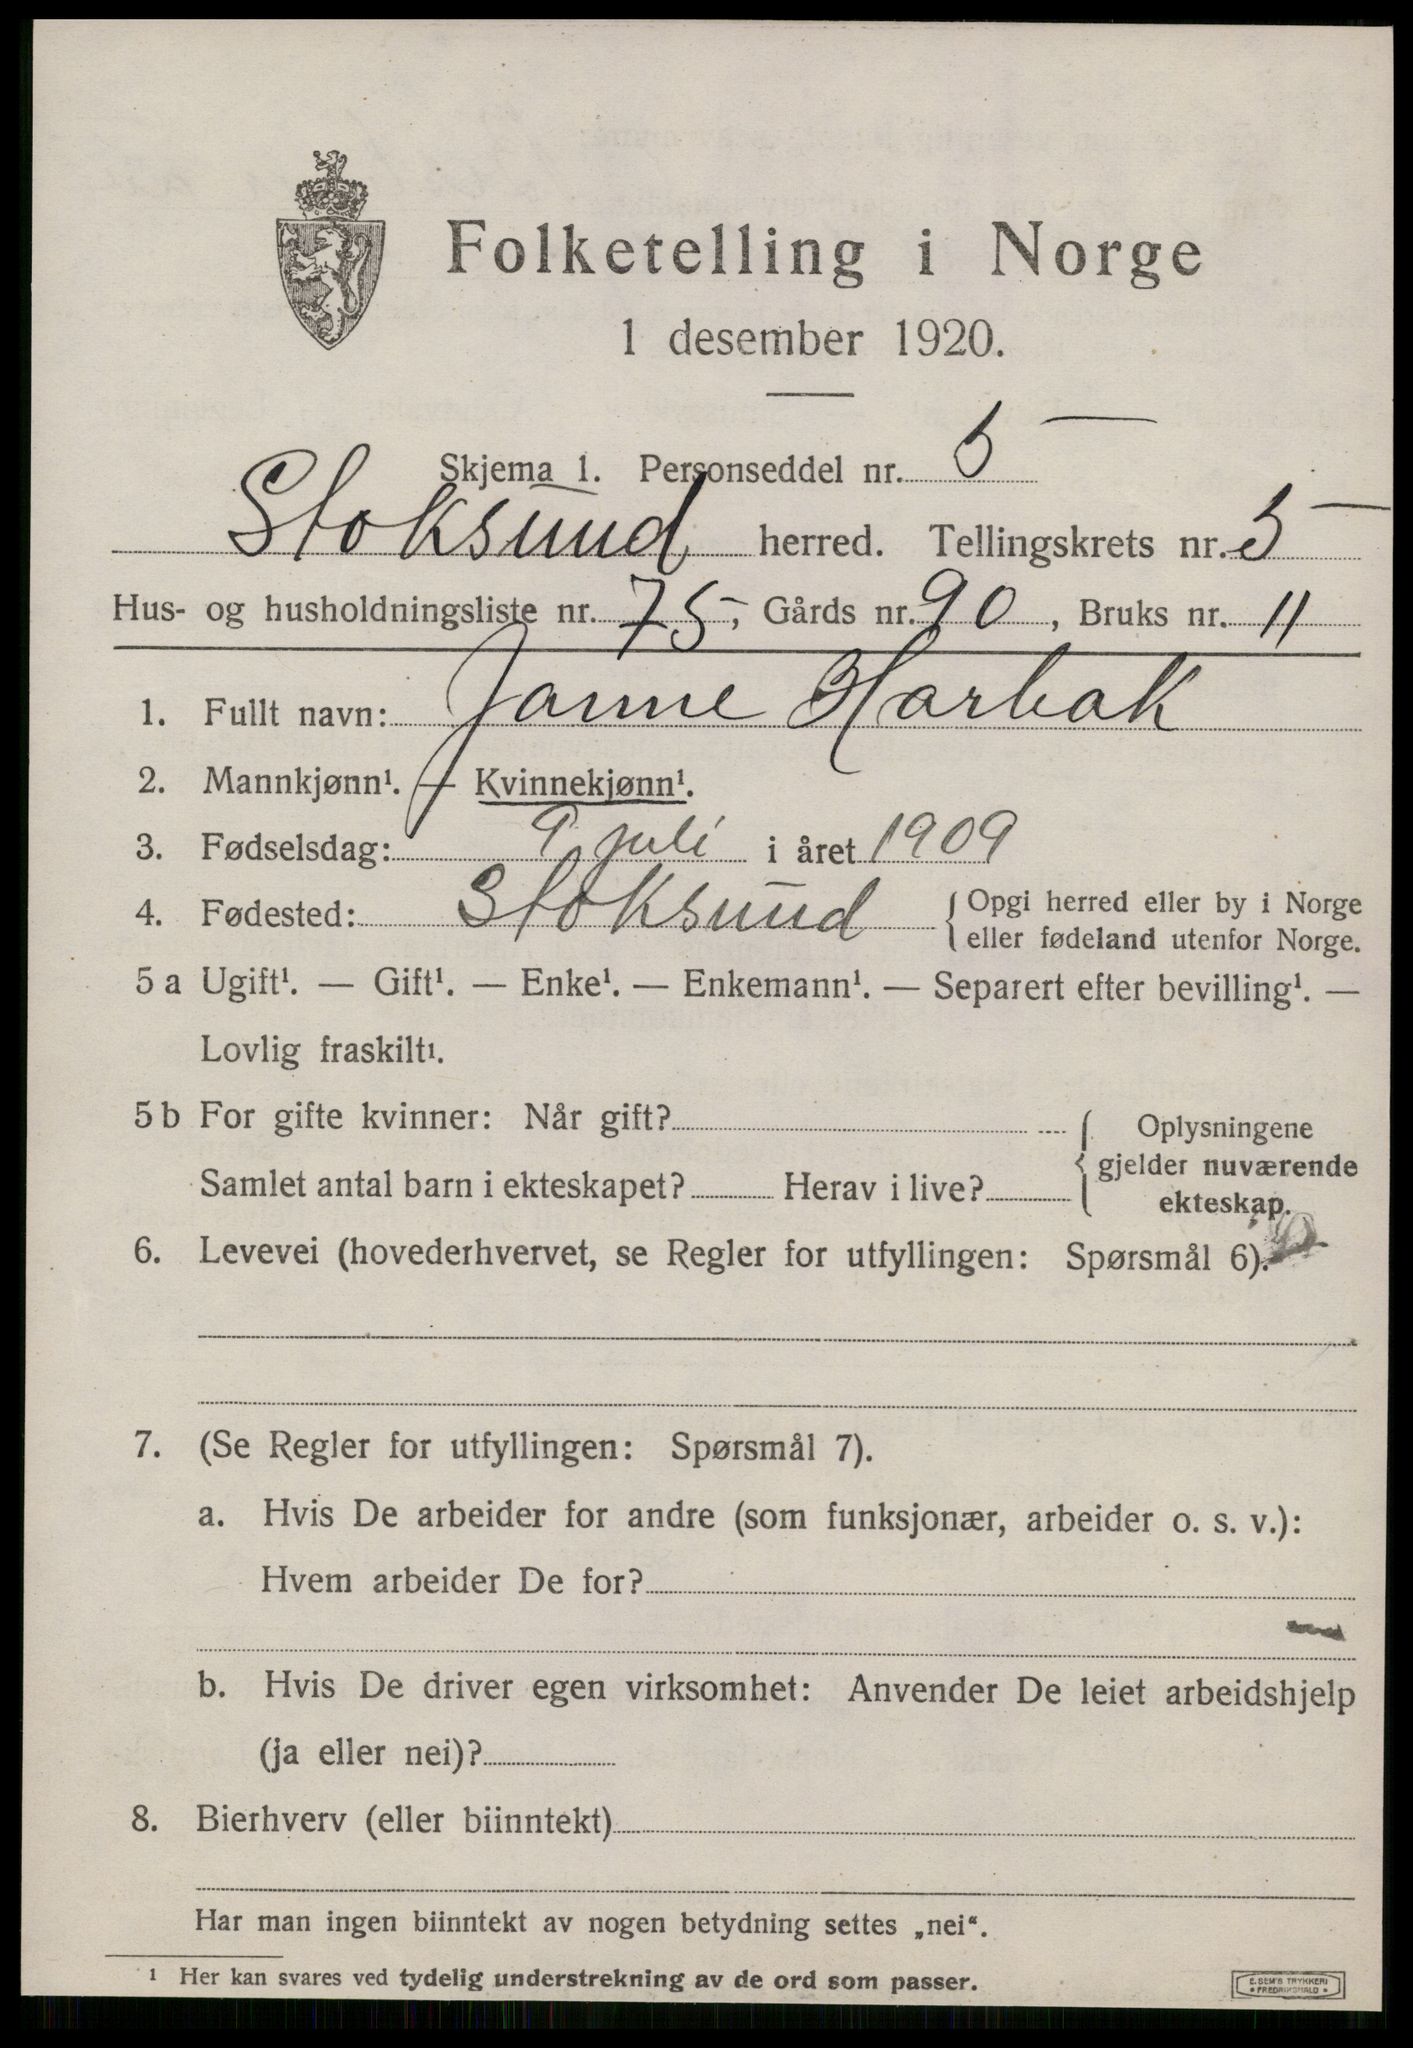 Folketelling i Norge
1 desember 1920.
Skjema 1. Personseddel nr. 5
Stoksund herred. Tellingskrets nr. 5
Hus- og husholdningsliste nr. 75, Gårds nr. 90, Bruks nr. 11
1. Fullt navn: Janne Harbak
2. Mannkjønn¹. — Kvinnekjønn¹.
3. Fødselsdag: 9 juli i året 1909
4. Fødested: Stoksund { Opgi herred eller by i Norge
eller fødeland utenfor Norge.
5 a Ugift¹. — Gift¹. — Enke¹. — Enkemann¹. — Separert efter bevilling¹. —
Lovlig fraskilt¹.
5 b For gifte kvinner: Når gift?
Samlet antal barn i ekteskapet? Herav i live?
Oplysningene
gjelder nuværende
ekteskap.
6. Levevei (hovederhvervet, se Regler for utfyllingen: Spørsmål 6).
7. (Se Regler for utfyllingen: Spørsmål 7).
a. Hvis De arbeider for andre (som funksjonær, arbeider o. s. v.):
Hvem arbeider De for?
b. Hvis De driver egen virksomhet: Anvender De leiet arbeidshjelp
(ja eller nei)?
8. Bierhverv (eller biinntekt)
Har man ingen biinntekt av nogen betydning settes „nei“.
¹ Her kan svares ved tydelig understrekning av de ord som passer.
E. SEM'S TRYKKERI
• FREDRIKSHALD •